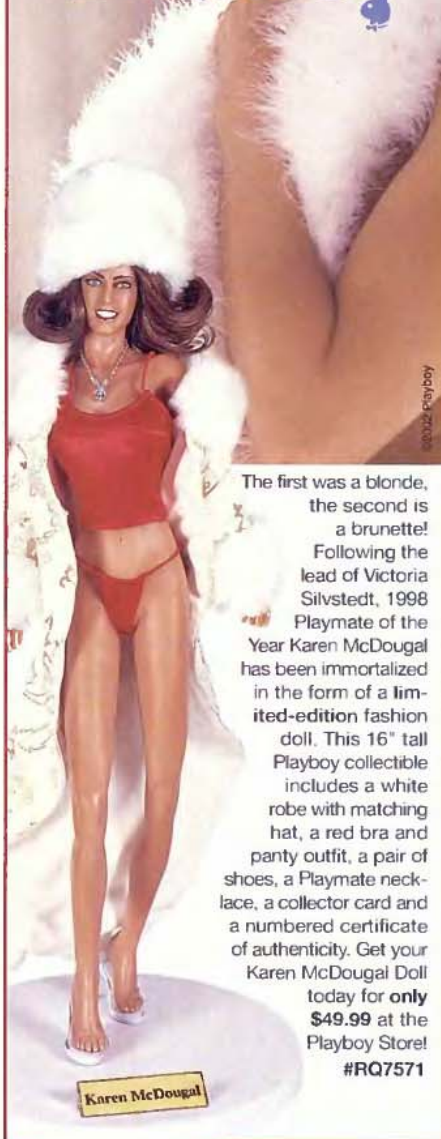 ©2002 Playboy
The first was a blonde,
the second is
a brunette!
Following the
lead of Victoria
Silvstedt, 1998
Playmate of the
Year Karen McDougal
has been immortalized
in the form of a lim-
ited-edition fashion
doll. This 16" tall
Playboy collectible
includes a white
robe with matching
hat, a red bra and
panty outfit, a pair of
shoes, a Playmate neck-
lace, a collector card and
a numbered certificate
of authenticity. Get your
Karen McDougal Doll
today for only
$49.99 at the
Playboy Store!
#RQ7571
Karen McDougal